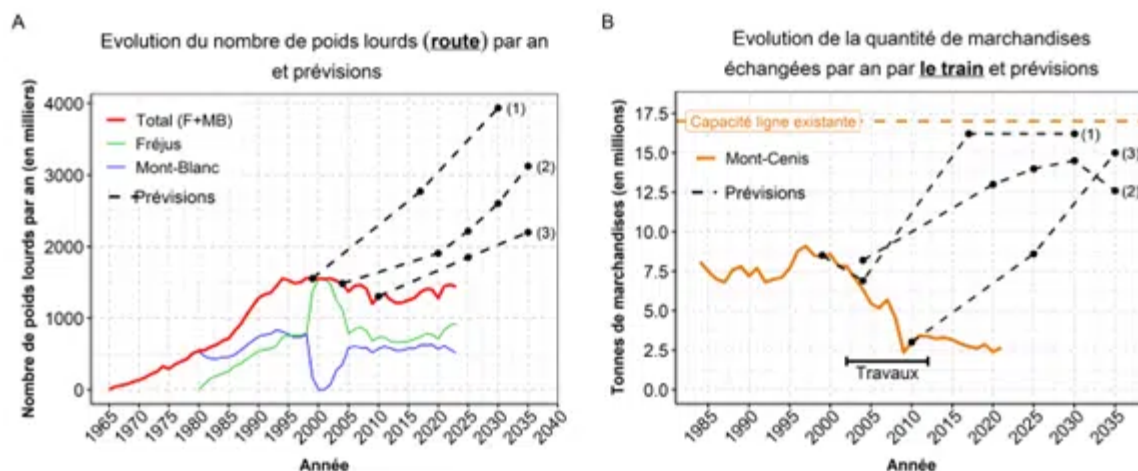 A
Evolution du nombre de poids lourds (route) par an
et prévisions
Nombre de poids lourds par an (en milliers)
4000
3000
2000
1000
0
Total (F+MB)
Fréjus
Mont-Blanc
Prévisions
(1)
(2)
(3)
1965 1970 1975 1980 1985 1990 1995 2000 2005 2010 2015 2020 2025 2030 2035 2040
Année
B
Evolution de la quantité de marchandises
échangées par an par le train et prévisions
Tonnes de marchandises (en millions)
17.5
15.0
12.5
10.0
7.5
5.0
2.5
0.0
Capacité ligne existante
Mont-Cenis
Prévisions
(1)
(3)
(2)
Travaux
1985 1990 1995 2000 2005 2010 2015 2020 2025 2030 2035
Année